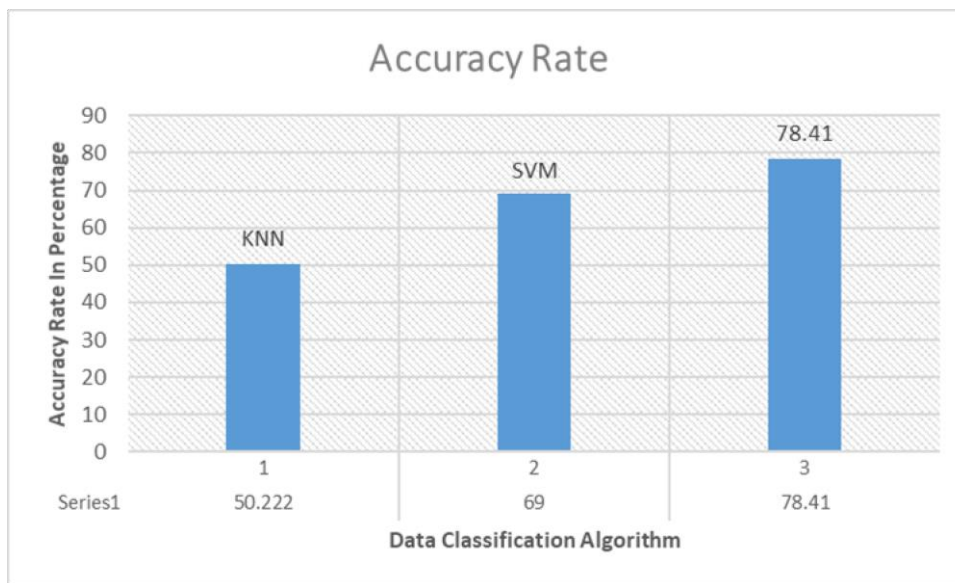 Accuracy Rate
Accuracy Rate In Percentage
90
80
70
60
50
40
30
20
10
0
KNN
SVM
78.41
1 2 3
Series1 50.222 69 78.41
Data Classification Algorithm